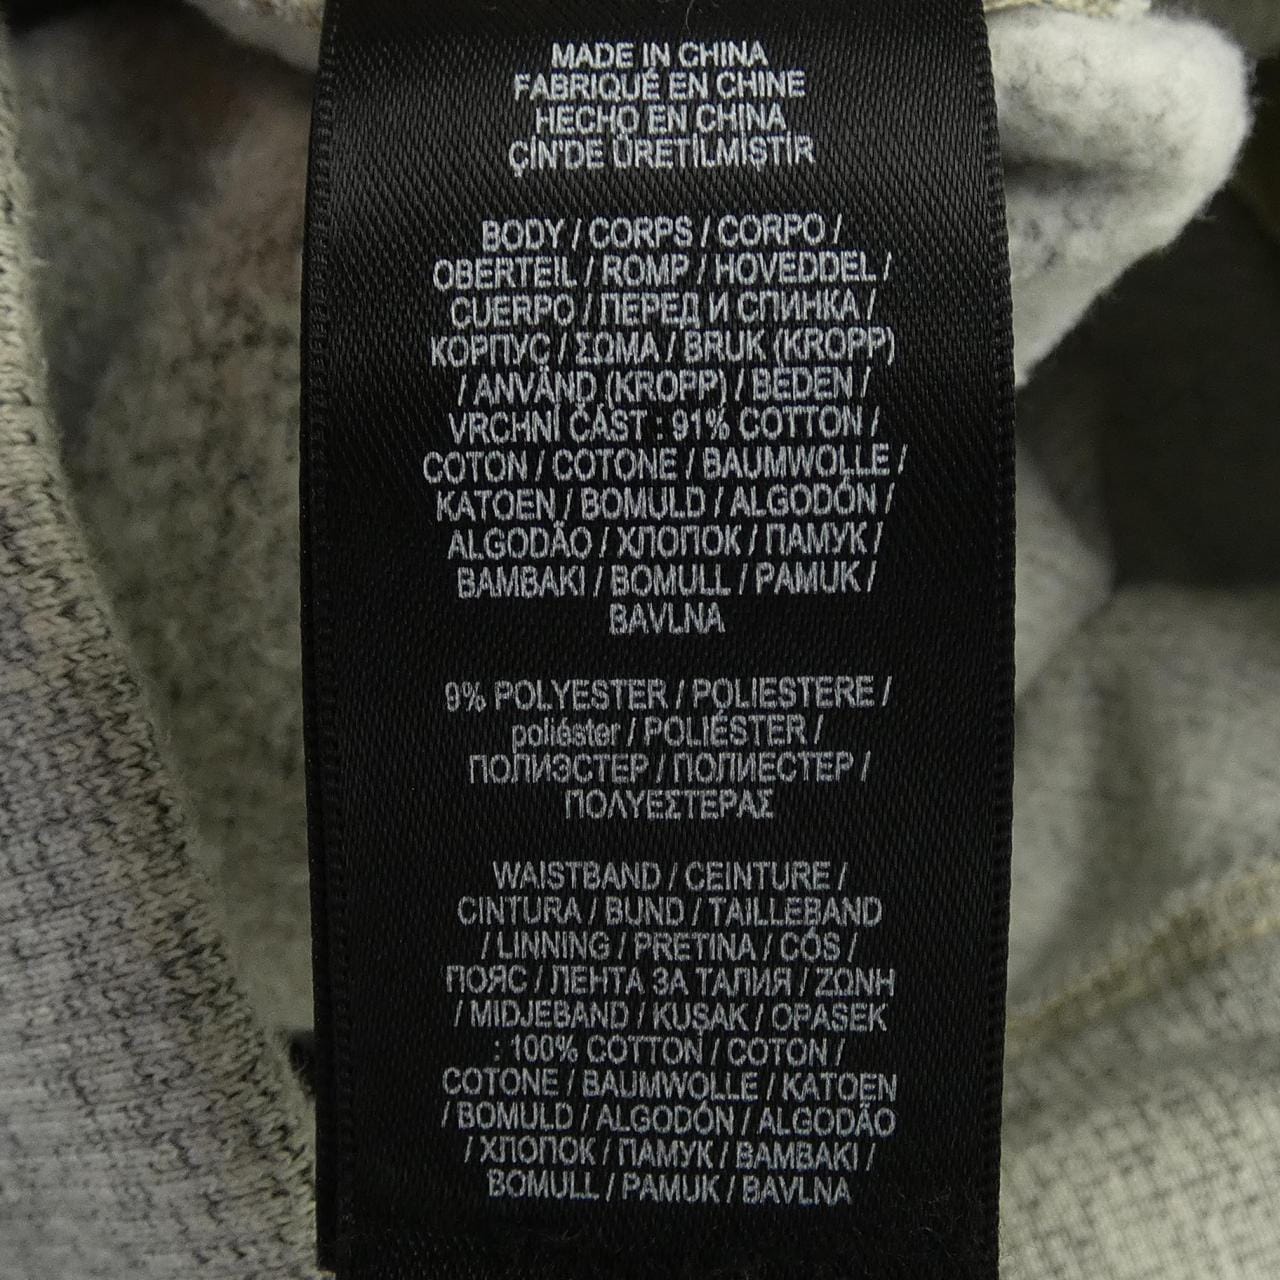 MADE IN CHINA
FABRIQUÉ EN CHINE
HECHO EN CHINA
ÇİN'DE ÜRETİLMİŞTİR
BODY / CORPS / CORPO /
OBERTEIL / ROMP / HOVEDDEL /
CUERPO / ПЕРЕД И СПИНКА /
КОРПУС / ΣΩΜΑ / BRUK (KROPP)
/ ANVÄND (KROPP) / BEDEN /
VRCHNÍ ČÁST : 91% COTTON /
COTON / COTONE / BAUMWOLLE /
KATOEN / BOMULD / ALGODÓN /
ALGODÃO / ХЛОПОК / ПАМУК /
BAMBAKI / BOMULL / PAMUK /
BAVLNA
9% POLYESTER / POLIESTERE /
poliéster / POLIÉSTER /
ПОЛИЭСТЕР / ПОЛИЕСТЕР /
ΠΟΛΥΕΣΤΕΡΑΣ
WAISTBAND / CEINTURE /
CINTURA / BUND / TAILLEBAND
/ LINNING / PRETINA / CÓS /
ПОЯС / ЛЕНТА ЗА ТАЛИЯ / ΖΩΝΗ
/ MIDJEBAND / KUŞAK / OPASEK
: 100% COTTON / COTON /
COTONE / BAUMWOLLE / KATOEN
/ BOMULD / ALGODÓN / ALGODÃO
/ ХЛОПОК / ПАМУК / BAMBAKI /
BOMULL / PAMUK / BAVLNA